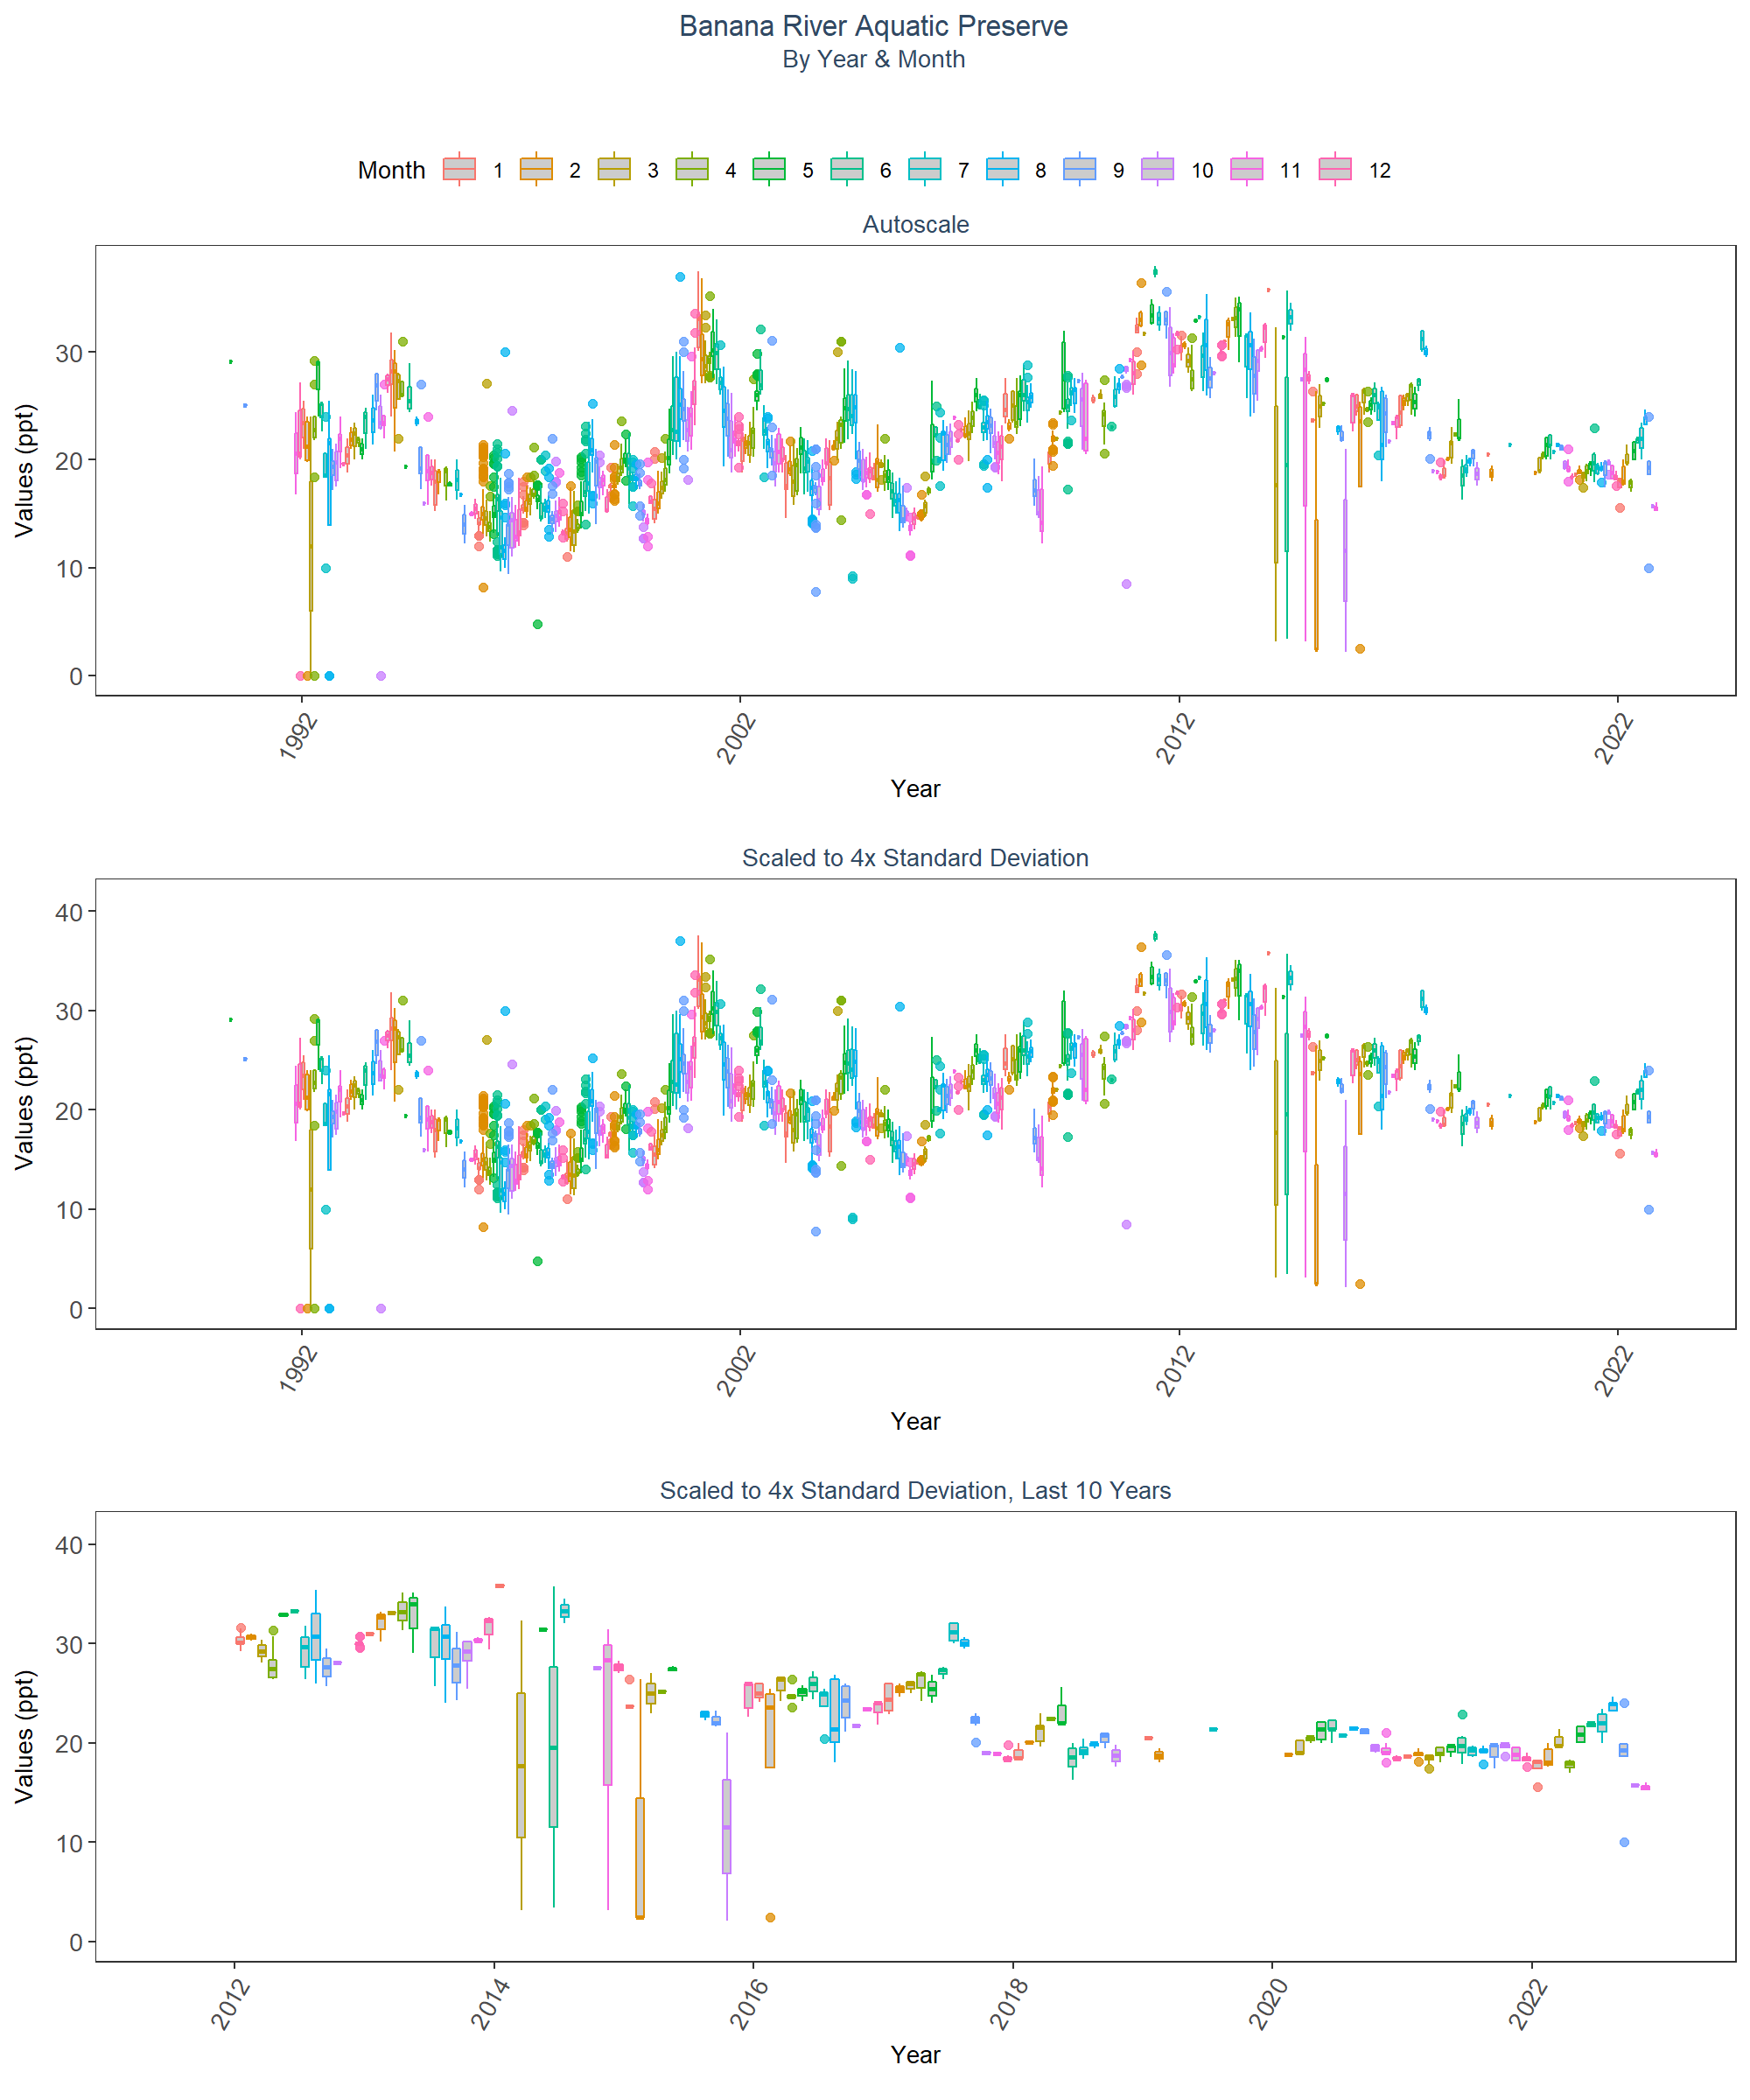 Banana River Aquatic Preserve
By Year & Month
Month 1 2 3 4 5 6 7 8 9 10 11 12
Autoscale
Values (ppt)
30
20
10
0
1992 2002 2012 2022
Year
Scaled to 4x Standard Deviation
Values (ppt)
40
30
20
10
0
1992 2002 2012 2022
Year
Scaled to 4x Standard Deviation, Last 10 Years
Values (ppt)
40
30
20
10
0
2012 2014 2016 2018 2020 2022
Year